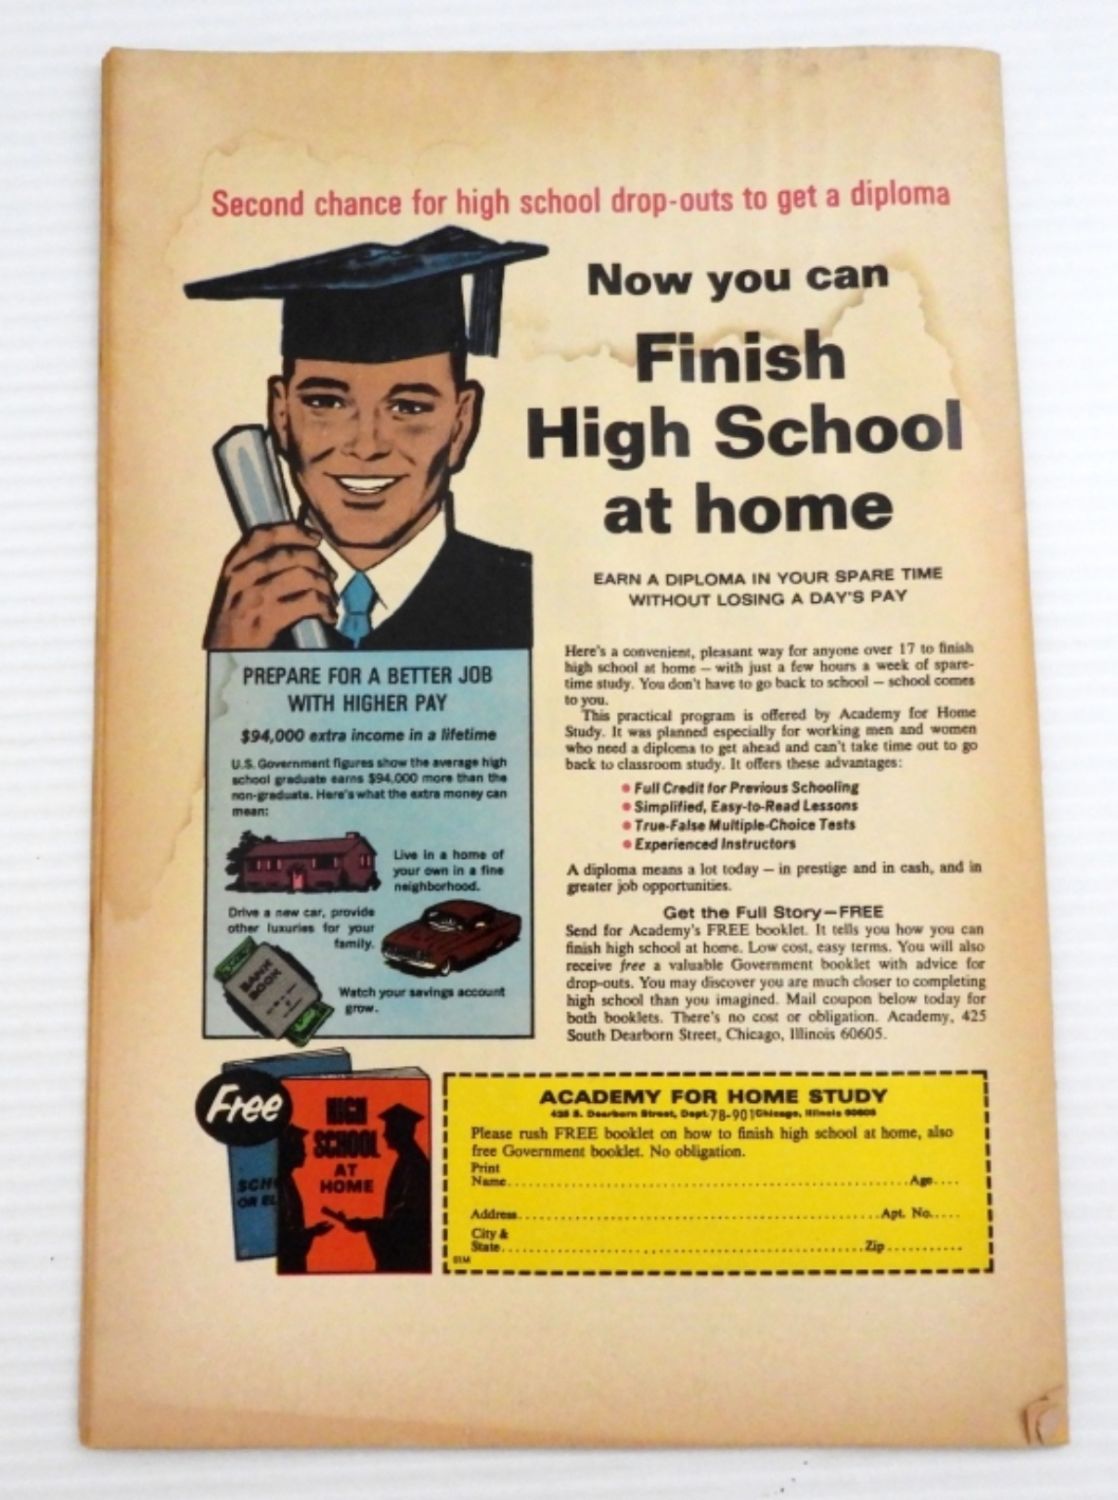 Second chance for high school drop-outs to get a diploma
Now you can
Finish
High School
at home
EARN A DIPLOMA IN YOUR SPARE TIME
WITHOUT LOSING A DAY'S PAY
PREPARE FOR A BETTER JOB
WITH HIGHER PAY
$94,000 extra income in a lifetime
U.S. Government figures show the average high
school graduate earns $94,000 more than the
non-graduate. Here's what the extra money can
mean:
Live in a home of
your own in a fine
neighborhood.
Drive a new car, provide
other luxuries for your
family.
BANK
BOOK
Watch your savings account
grow.
Here's a convenient, pleasant way for anyone over 17 to finish
high school at home — with just a few hours a week of spare-
time study. You don't have to go back to school — school comes
to you.
This practical program is offered by Academy for Home
Study. It was planned especially for working men and women
who need a diploma to get ahead and can't take time out to go
back to classroom study. It offers these advantages:
• Full Credit for Previous Schooling
• Simplified, Easy-to-Read Lessons
• True-False Multiple-Choice Tests
• Experienced Instructors
A diploma means a lot today — in prestige and in cash, and in
greater job opportunities.
Get the Full Story—FREE
Send for Academy's FREE booklet. It tells you how you can
finish high school at home. Low cost, easy terms. You will also
receive free a valuable Government booklet with advice for
drop-outs. You may discover you are much closer to completing
high school than you imagined. Mail coupon below today for
both booklets. There's no cost or obligation. Academy, 425
South Dearborn Street, Chicago, Illinois 60605.
Free
HIGH
SCHOOL
AT
HOME
SCH
OR EL
ACADEMY FOR HOME STUDY
425 S. Dearborn Street, Dept. 78-901 Chicago, Illinois 60605
Please rush FREE booklet on how to finish high school at home, also
free Government booklet. No obligation.
Print
Name.......... Age....
Address.......... Apt. No.....
City &
State.......... Zip..........